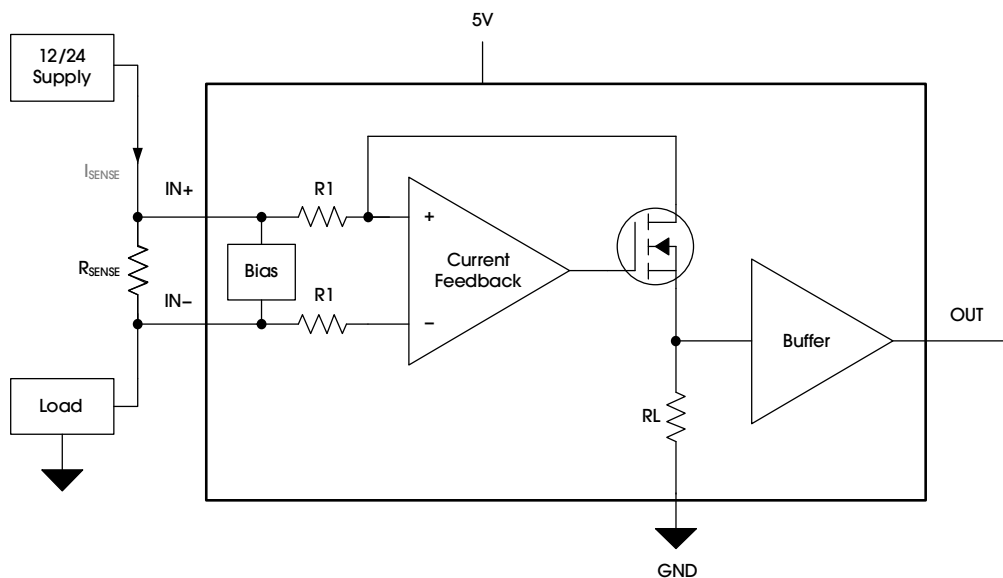 5V
12/24
Supply
ISENSE
IN+
R1
+
Current
Feedback
RSENSE
Bias
IN−
R1
−
Buffer
OUT
Load
RL
GND